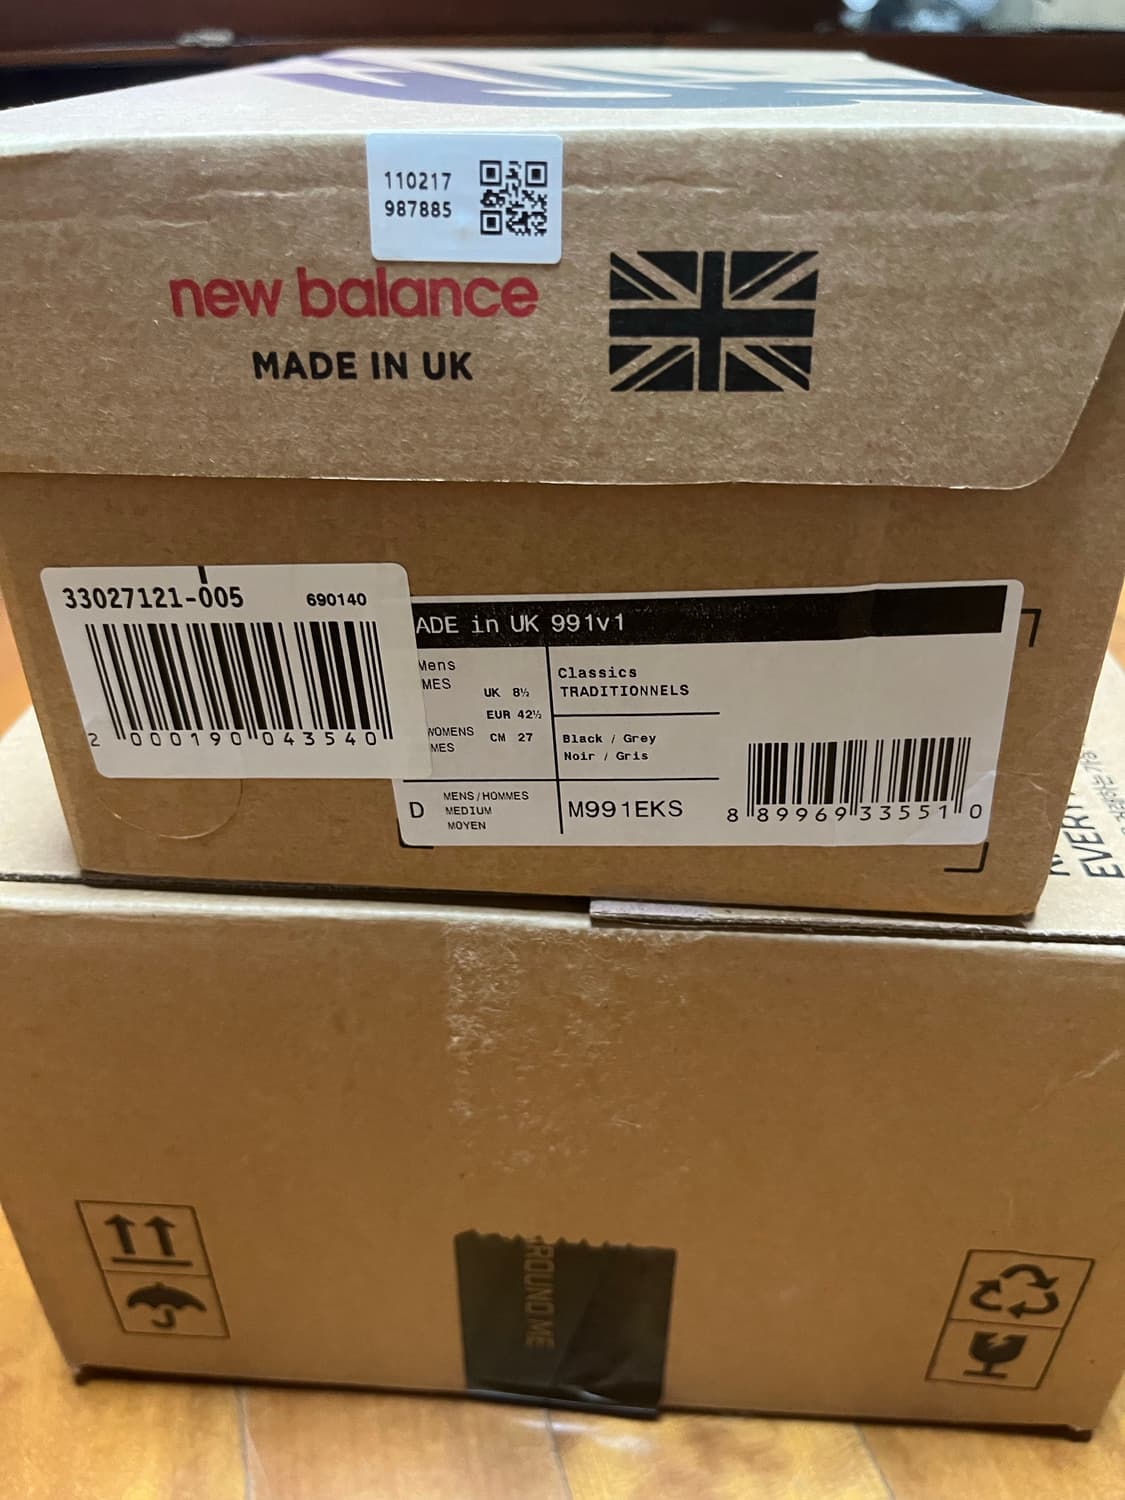 110217
987885
new balance
MADE IN UK
33027121-005
690140
2 000190 043540
ADE in UK 991v1
Mens
MES
UK 8½
EUR 42½
CM 27
WOMENS
MES
Classics
TRADITIONNELS
Black / Grey
Noir / Gris
D
MENS/HOMMES
MEDIUM
MOYEN
M991EKS
8 89969 33551 0
EVERY
ROUND ME